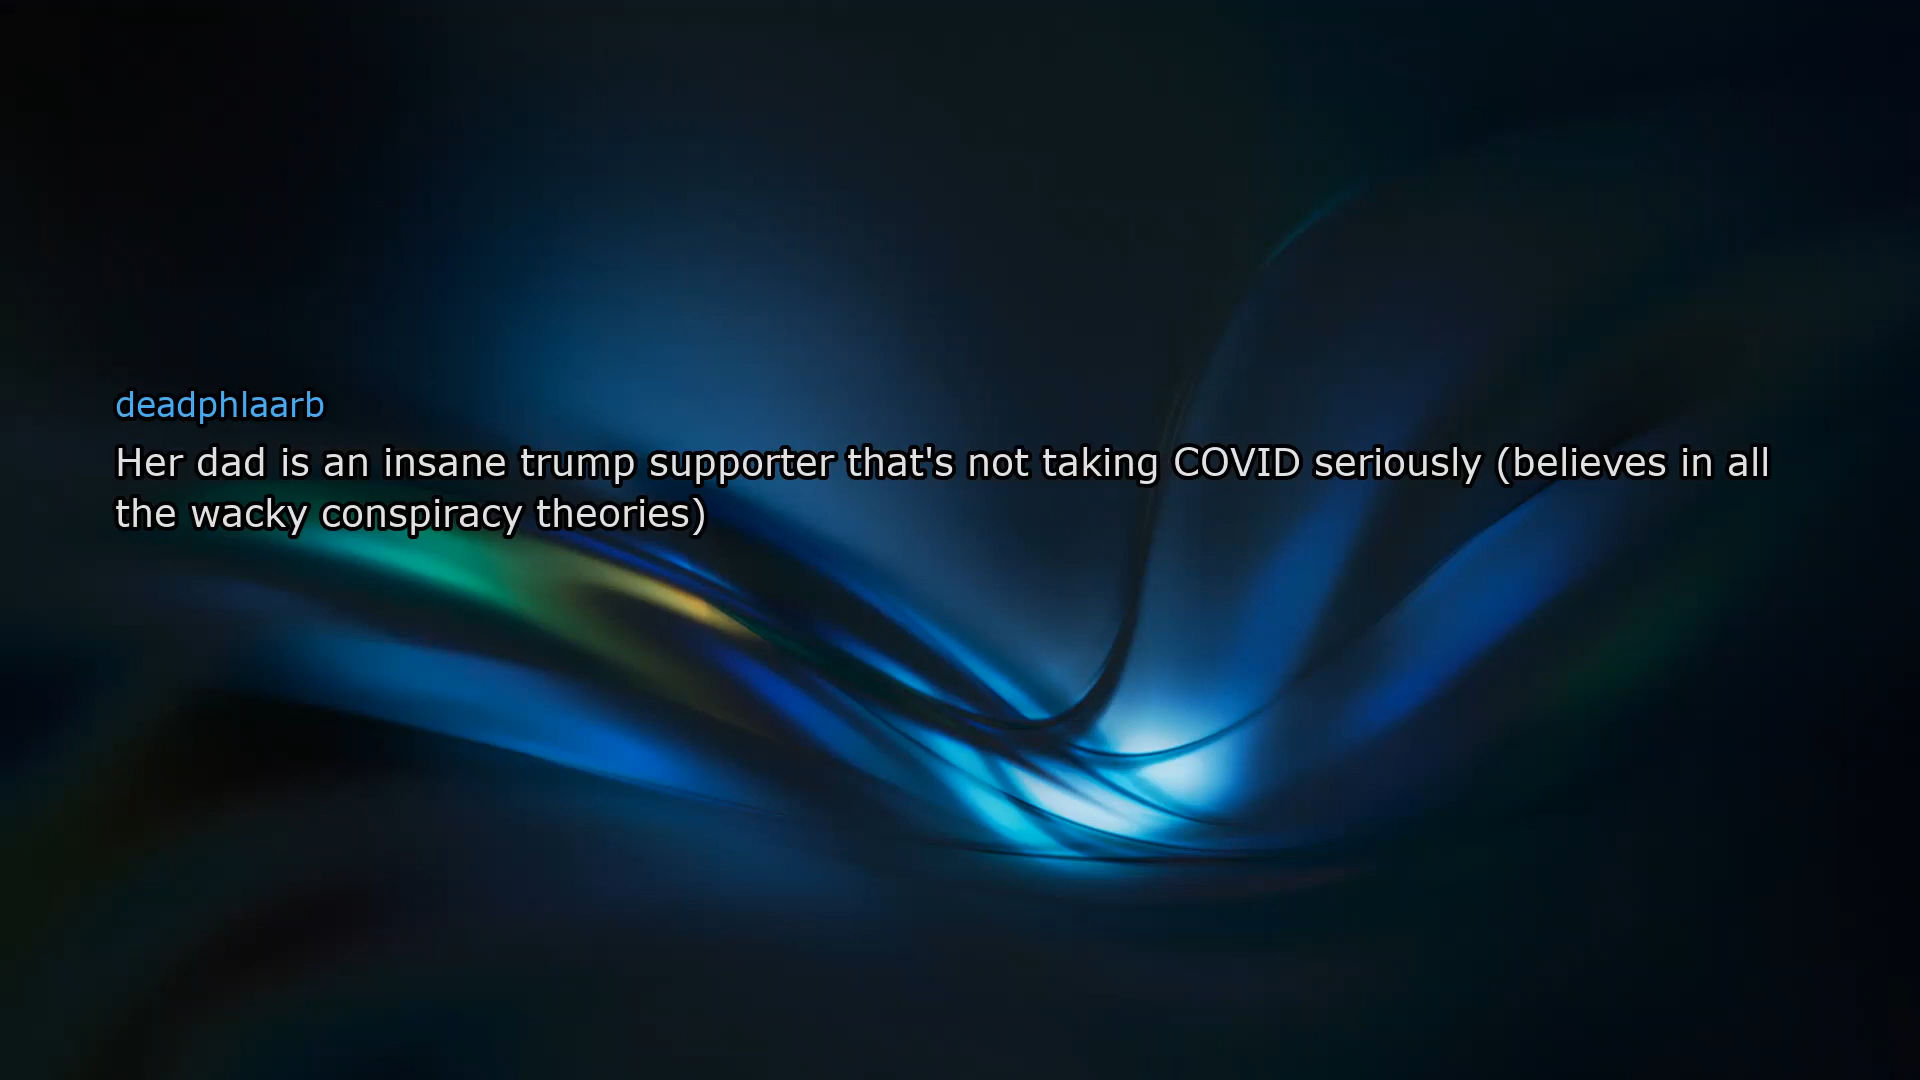 deadphlaarb
Her dad is an insane trump supporter that's not taking COVID seriously (believes in all
the wacky conspiracy theories)